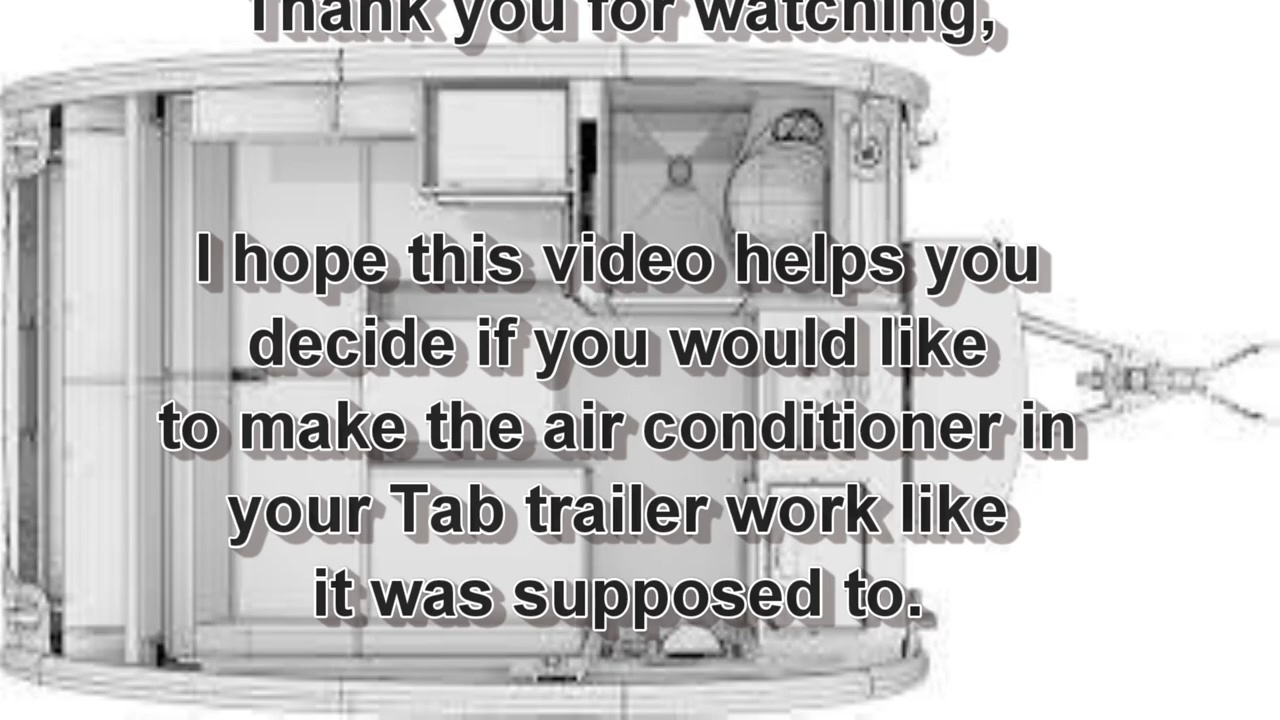 Thank you for watching,
I hope this video helps you
decide if you would like
to make the air conditioner in
your Tab trailer work like
it was supposed to.